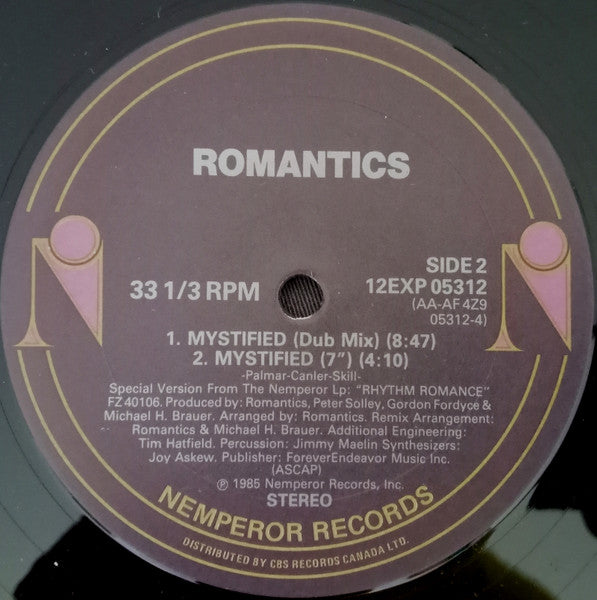 ROMANTICS
33 1/3 RPM
SIDE 2
12EXP 05312
(AA-AF 4Z9
05312-4)
1. MYSTIFIED (Dub Mix) (8:47)
2. MYSTIFIED (7") (4:10)
-Palmar-Canler-Skill-
Special Version From The Nemperor Lp: "RHYTHM ROMANCE"
FZ 40106. Produced by: Romantics, Peter Solley, Gordon Fordyce &
Michael H. Brauer. Arranged by: Romantics. Remix Arrangement:
Romantics & Michael H. Brauer. Additional Engineering:
Tim Hatfield. Percussion: Jimmy Maelin Synthesizers:
Joy Askew. Publisher: ForeverEndeavor Music Inc.
(ASCAP)
℗ 1985 Nemperor Records, Inc.
STEREO
NEMPEROR RECORDS
DISTRIBUTED BY CBS RECORDS CANADA LTD.